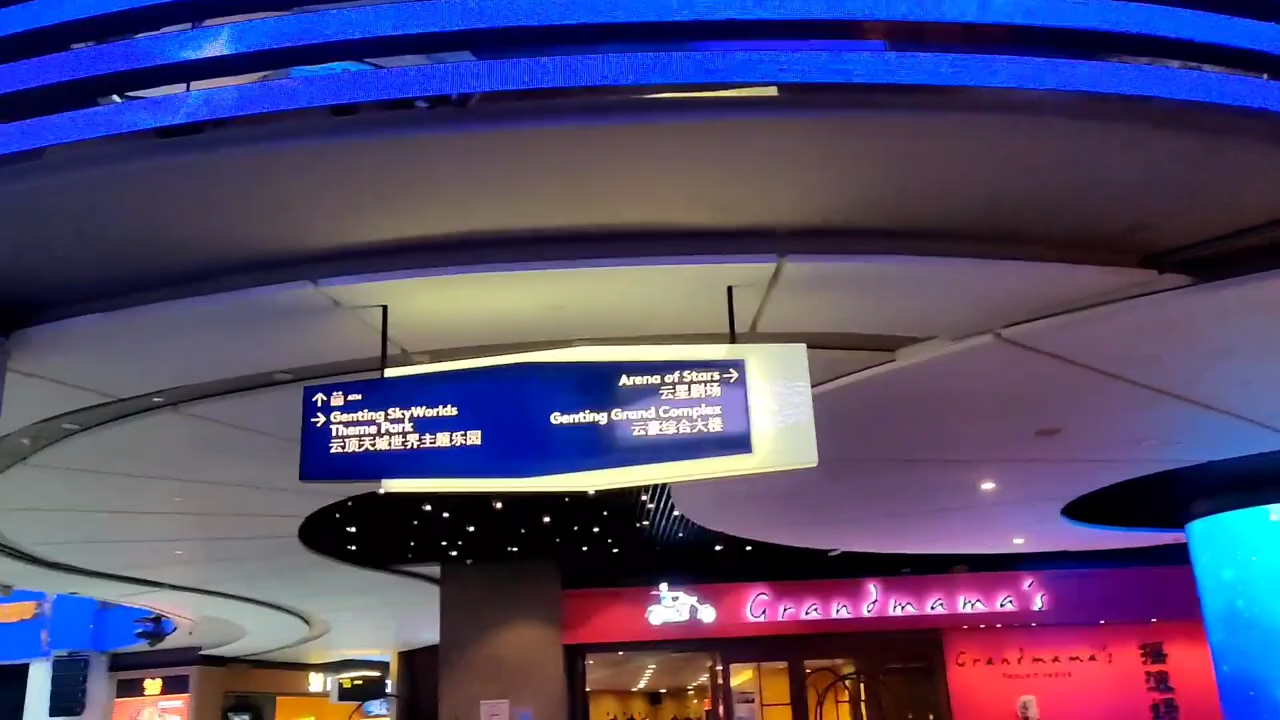 ATM
Genting SkyWorlds
Theme Park
云顶天城世界主题乐园
Arena of Stars
云星剧场
Genting Grand Complex
云豪综合大楼
Grandmama's
Grandmama's